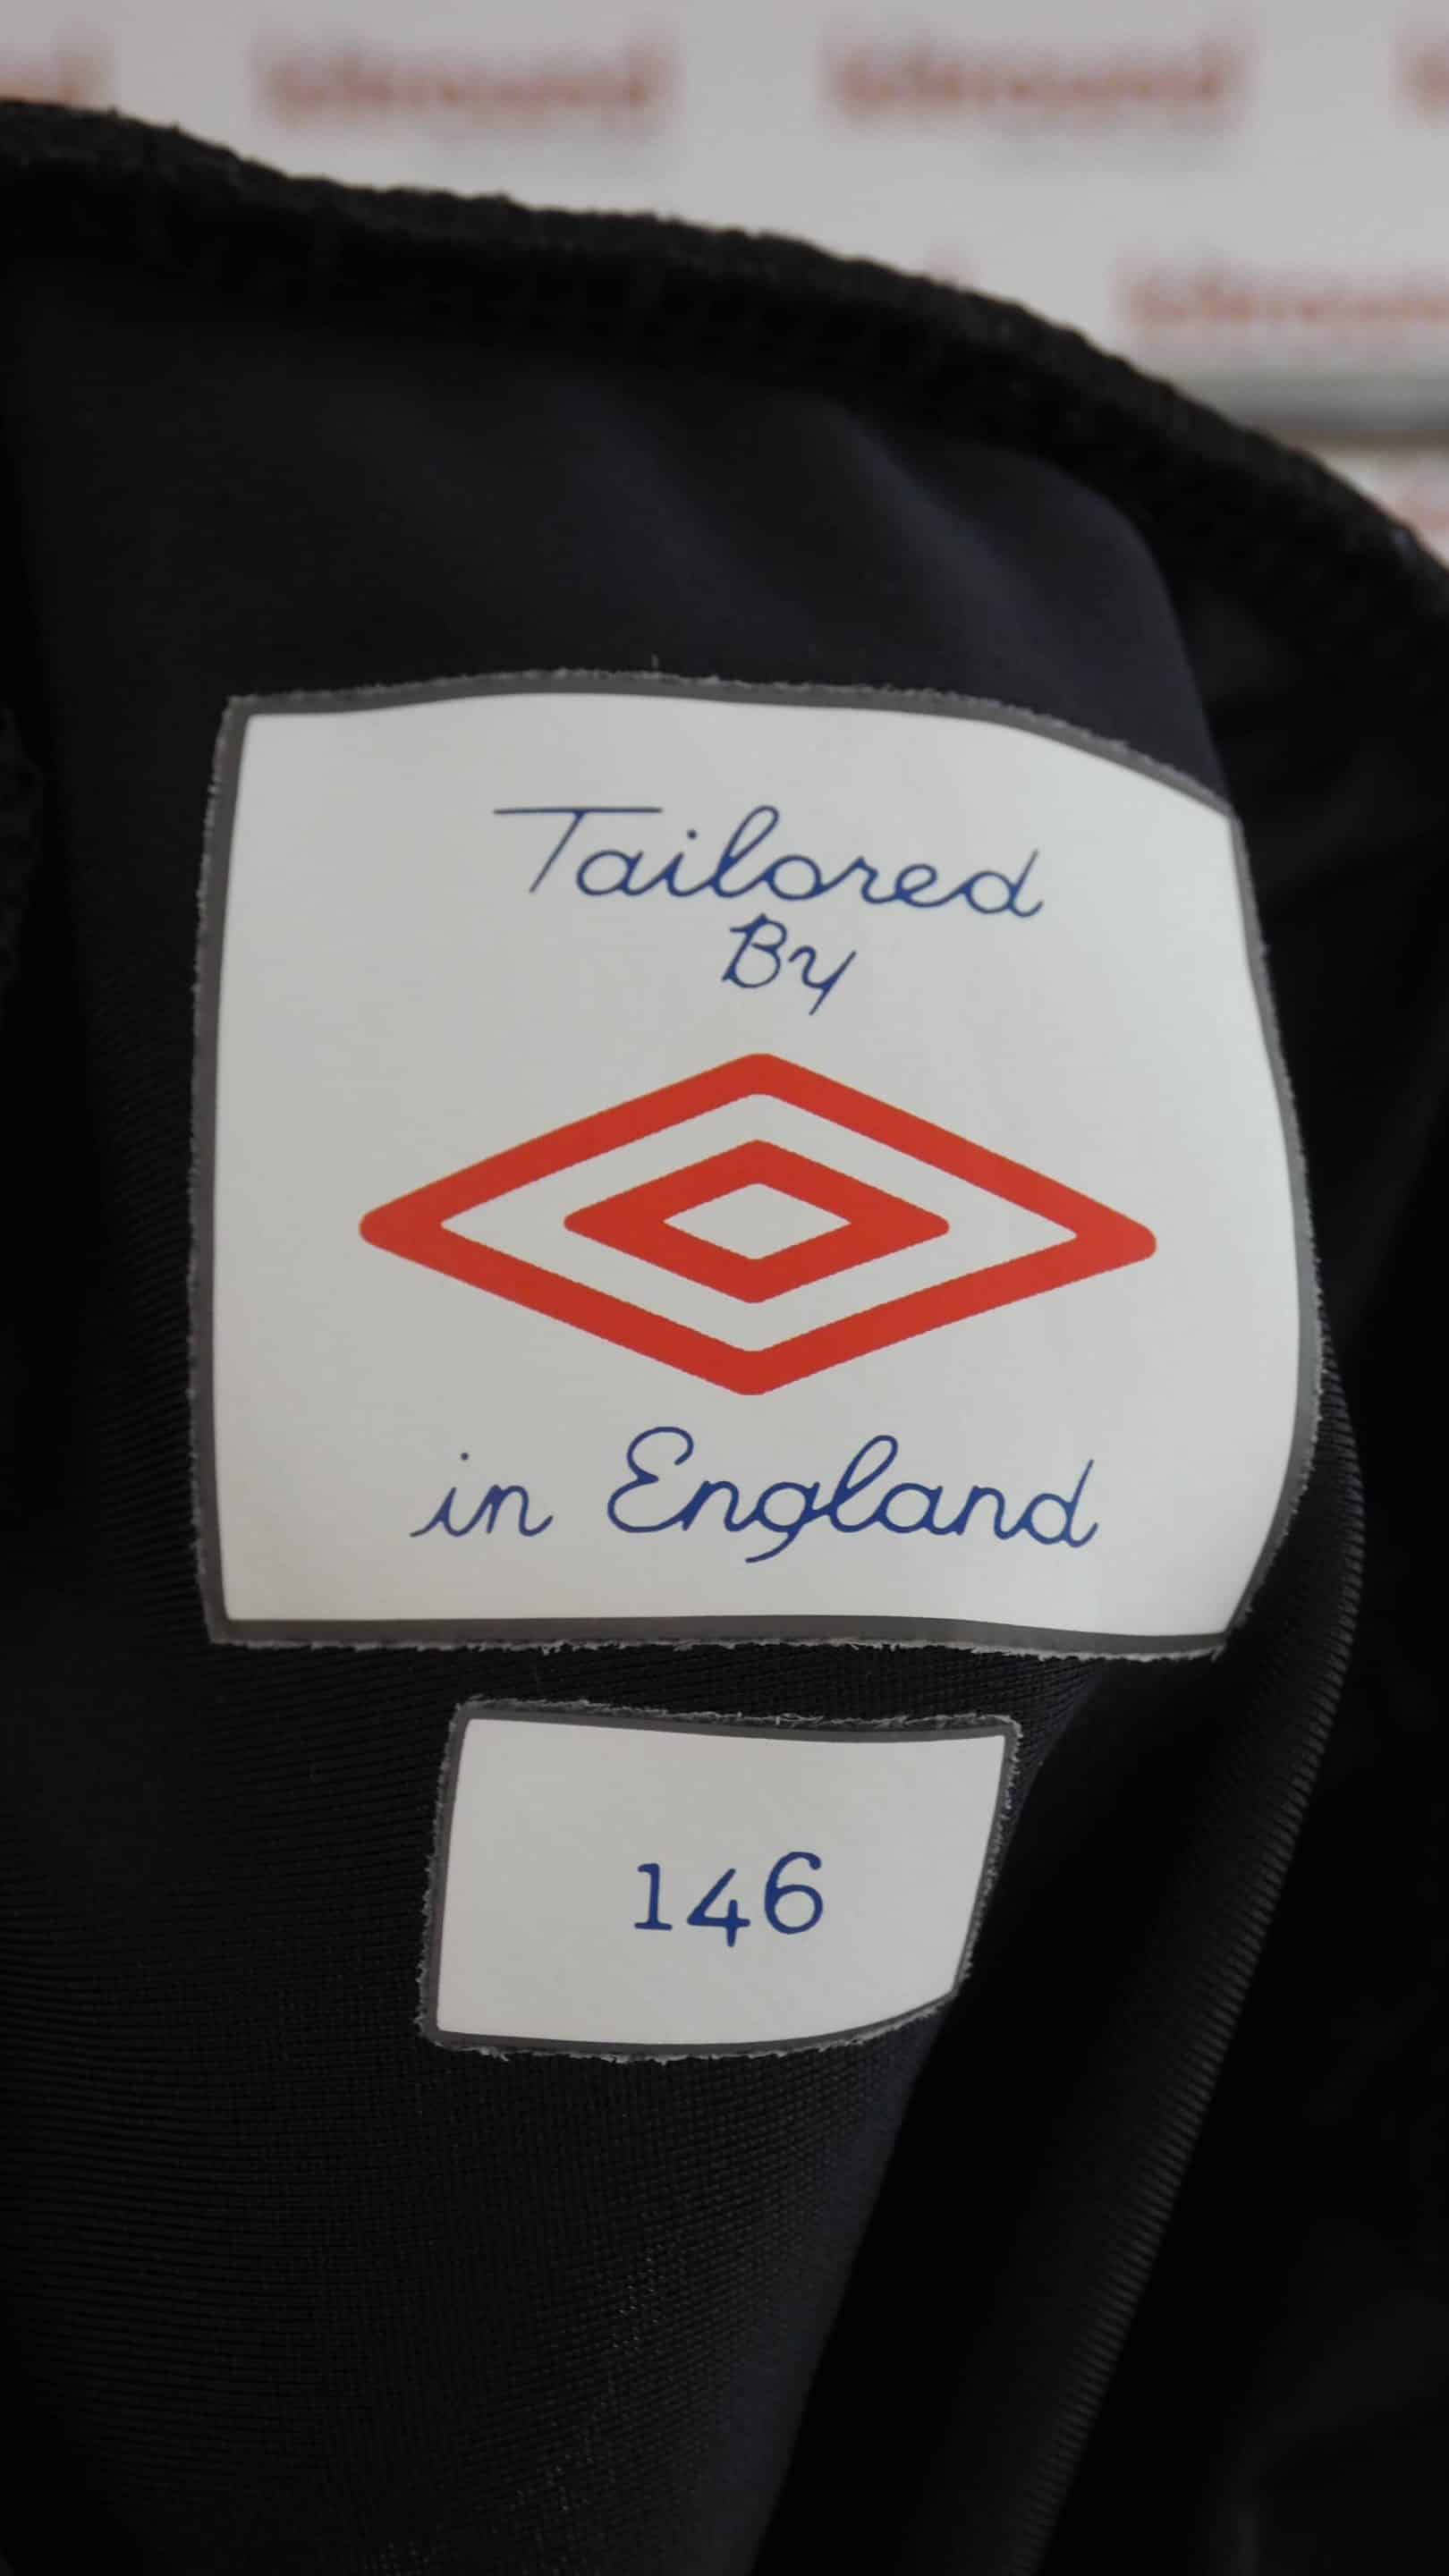 Tailored
By
in England
146